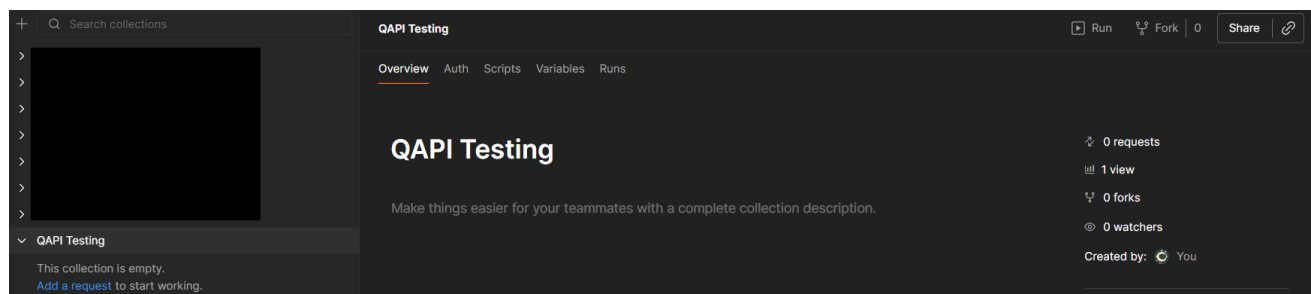 Search collections
QAPI Testing
Run
Fork
0
Share
Overview
Auth
Scripts
Variables
Runs
QAPI Testing
Make things easier for your teammates with a complete collection description.
0 requests
1 view
0 forks
0 watchers
Created by:
You
QAPI Testing
This collection is empty.
Add a request to start working.